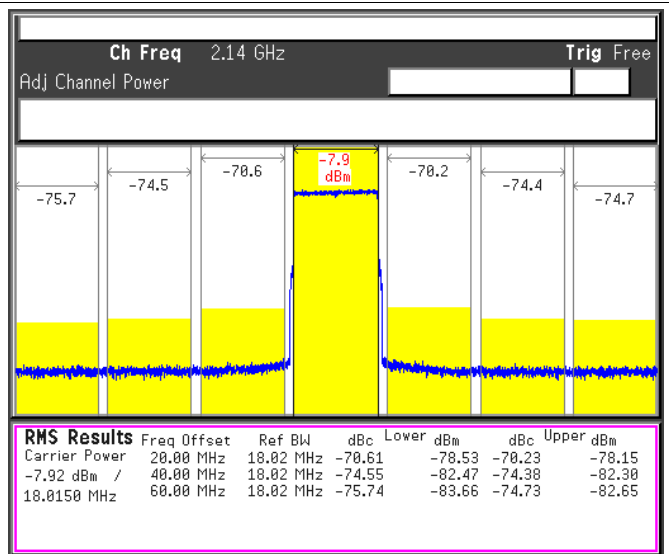 Ch Freq 2.14 GHz Trig Free
Adj Channel Power
-75.7 -74.5 -70.6 -7.9 dBm -70.2 -74.4 -74.7
RMS Results Freq Offset Ref BW dBc Lower dBm dBc Upper dBm
Carrier Power 20.00 MHz 18.02 MHz -70.61 -78.53 -70.23 -78.15
-7.92 dBm / 40.00 MHz 18.02 MHz -74.55 -82.47 -74.38 -82.30
18.0150 MHz 60.00 MHz 18.02 MHz -75.74 -83.66 -74.73 -82.65